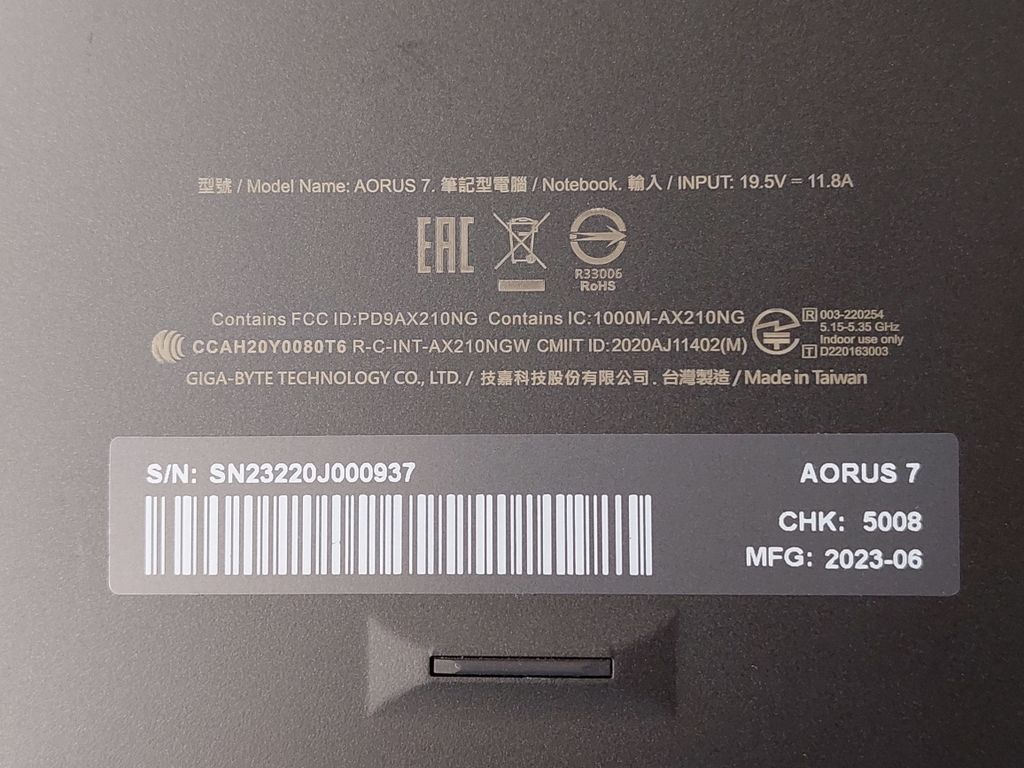 型號 / Model Name: AORUS 7. 筆記型電腦 / Notebook. 輸入 / INPUT: 19.5V = 11.8A
EAC
R33006
RoHS
Contains FCC ID:PD9AX210NG Contains IC:1000M-AX210NG
CCAH20Y0080T6 R-C-INT-AX210NGW CMIIT ID:2020AJ11402(M)
R 003-220254
5.15-5.35 GHz
Indoor use only
T D220163003
GIGA-BYTE TECHNOLOGY CO., LTD. / 技嘉科技股份有限公司. 台灣製造 / Made in Taiwan
S/N: SN23220J000937
AORUS 7
CHK: 5008
MFG: 2023-06